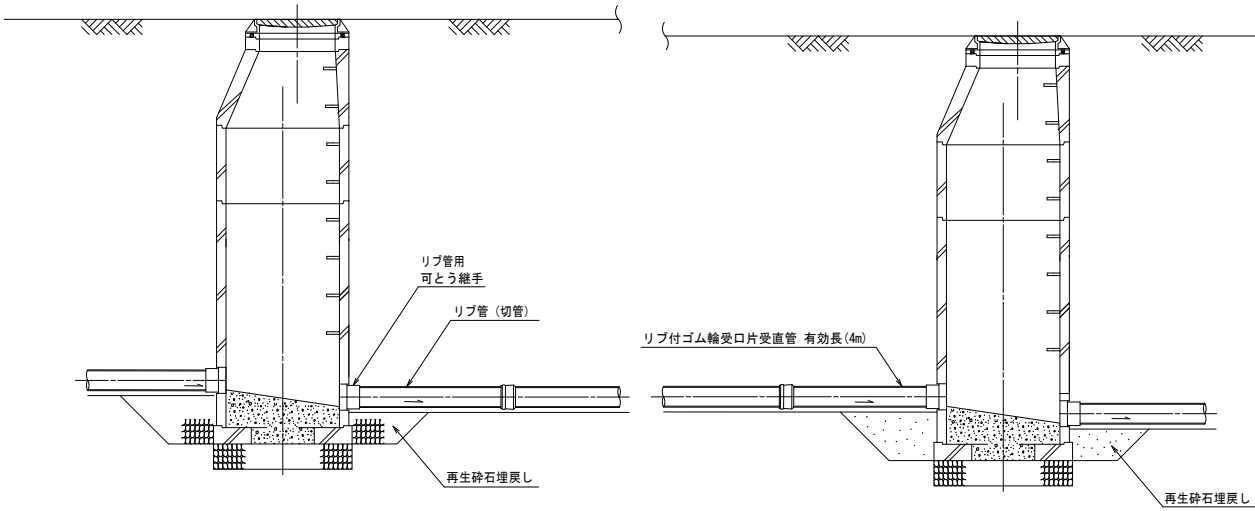 リブ管用
可とう継手
リブ管（切管）
再生砕石埋戻し
リブ付ゴム輪受口片受直管 有効長(4m)
再生砕石埋戻し